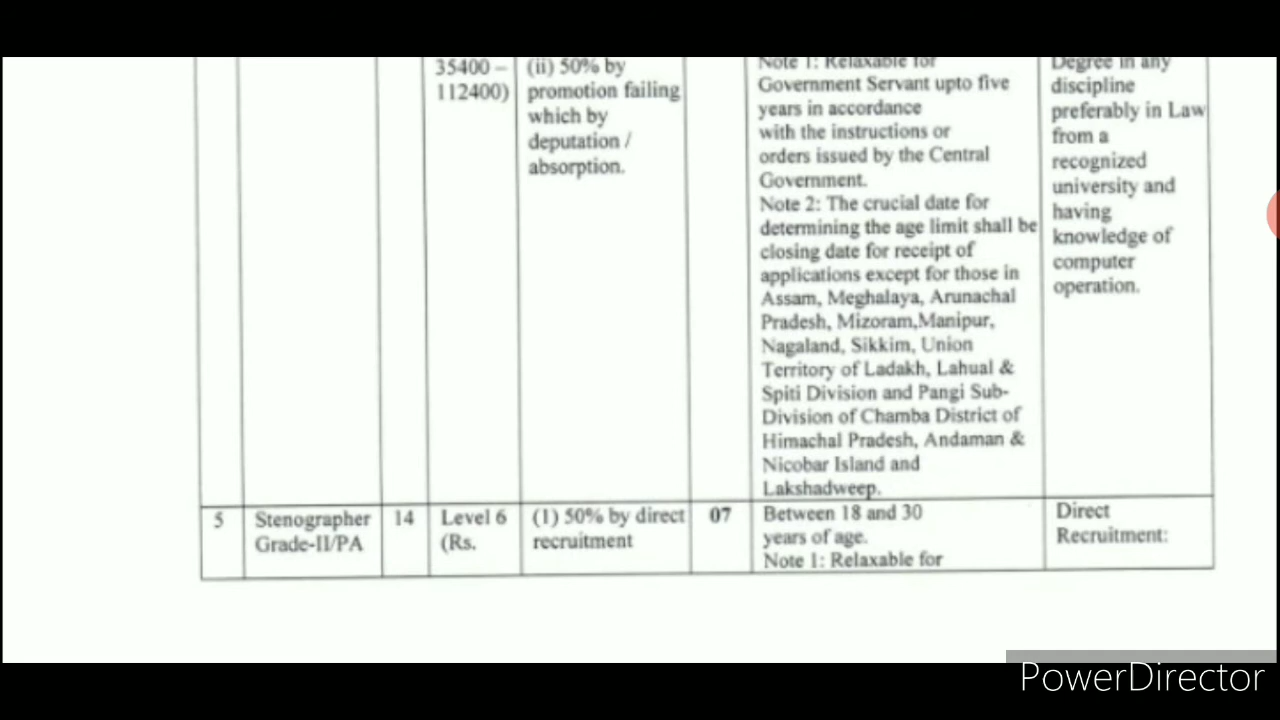 35400 –
112400)
(ii) 50% by
promotion failing
which by
deputation /
absorption.
Note 1: Relaxable for
Government Servant upto five
years in accordance
with the instructions or
orders issued by the Central
Government.
Note 2: The crucial date for
determining the age limit shall be
closing date for receipt of
applications except for those in
Assam, Meghalaya, Arunachal
Pradesh, Mizoram,Manipur,
Nagaland, Sikkim, Union
Territory of Ladakh, Lahual &
Spiti Division and Pangi Sub-
Division of Chamba District of
Himachal Pradesh, Andaman &
Nicobar Island and
Lakshadweep.
Degree in any
discipline
preferably in Law
from a
recognized
university and
having
knowledge of
computer
operation.
5
Stenographer
Grade-II/PA
14
Level 6
(Rs.
(1) 50% by direct
recruitment
07
Between 18 and 30
years of age.
Note 1: Relaxable for
Direct
Recruitment:
PowerDirector